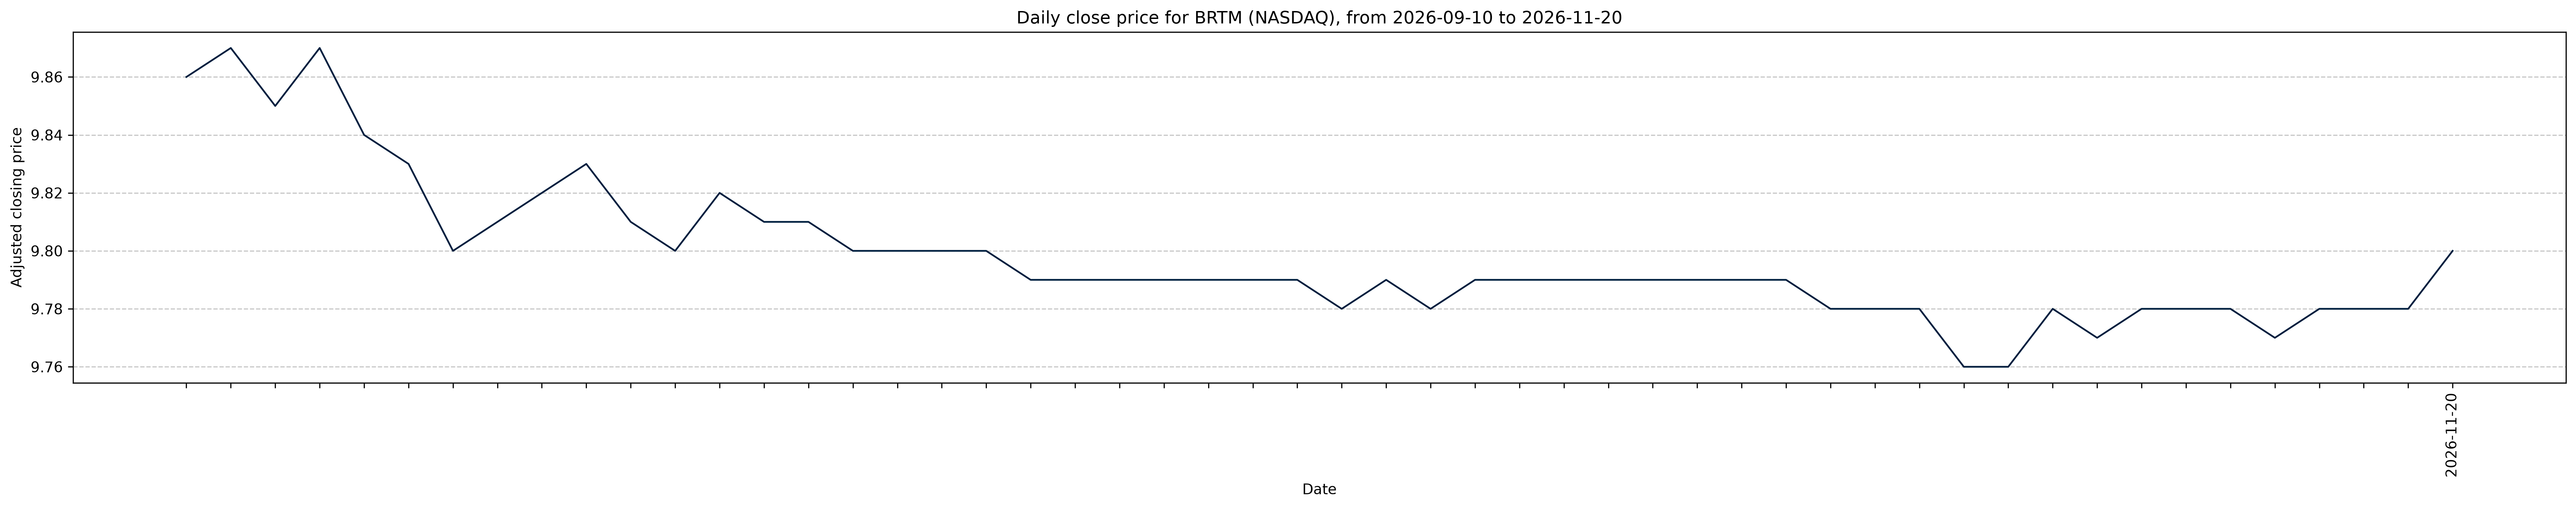 Daily close price for BRTM (NASDAQ), from 2026-09-10 to 2026-11-20
Adjusted closing price
9.86
9.84
9.82
9.80
9.78
9.76
2026-11-20
Date